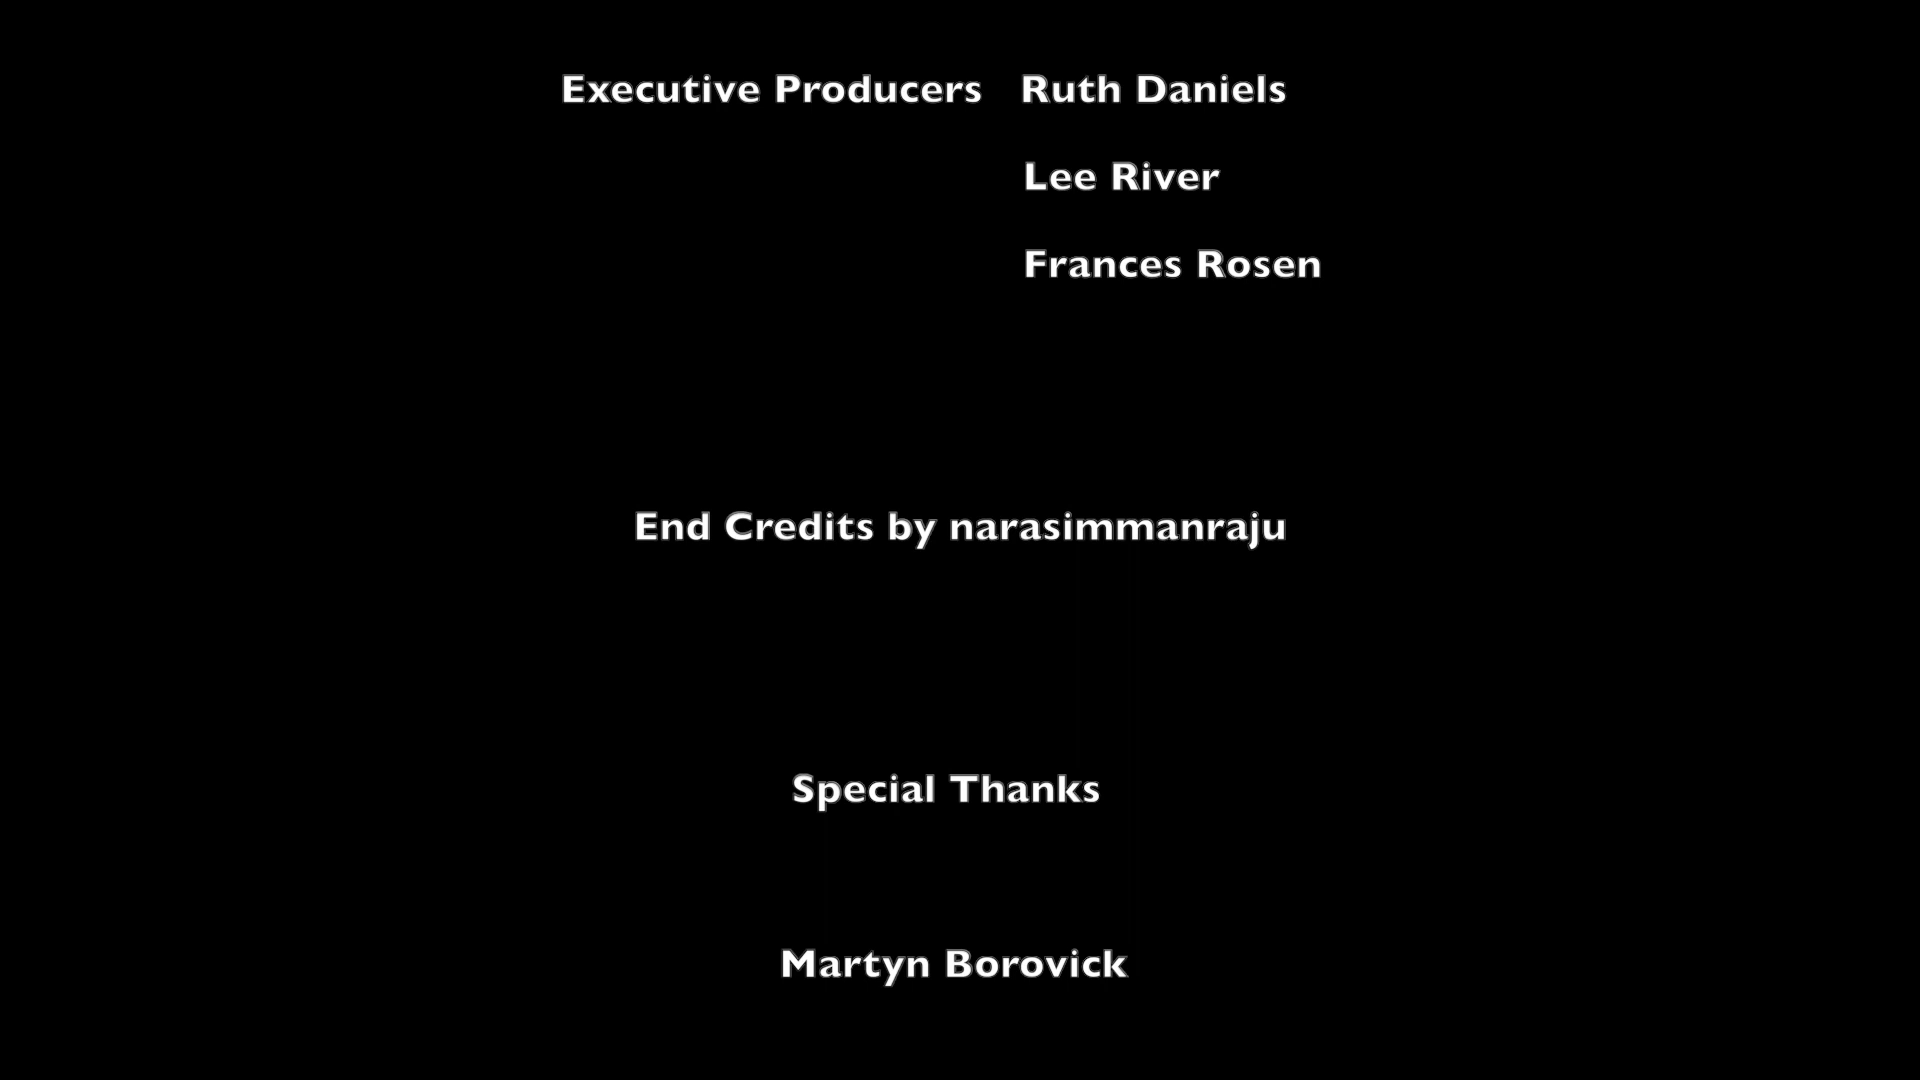 Executive Producers Ruth Daniels
Lee River
Frances Rosen
End Credits by narasimmanraju
Special Thanks
Martyn Borovick